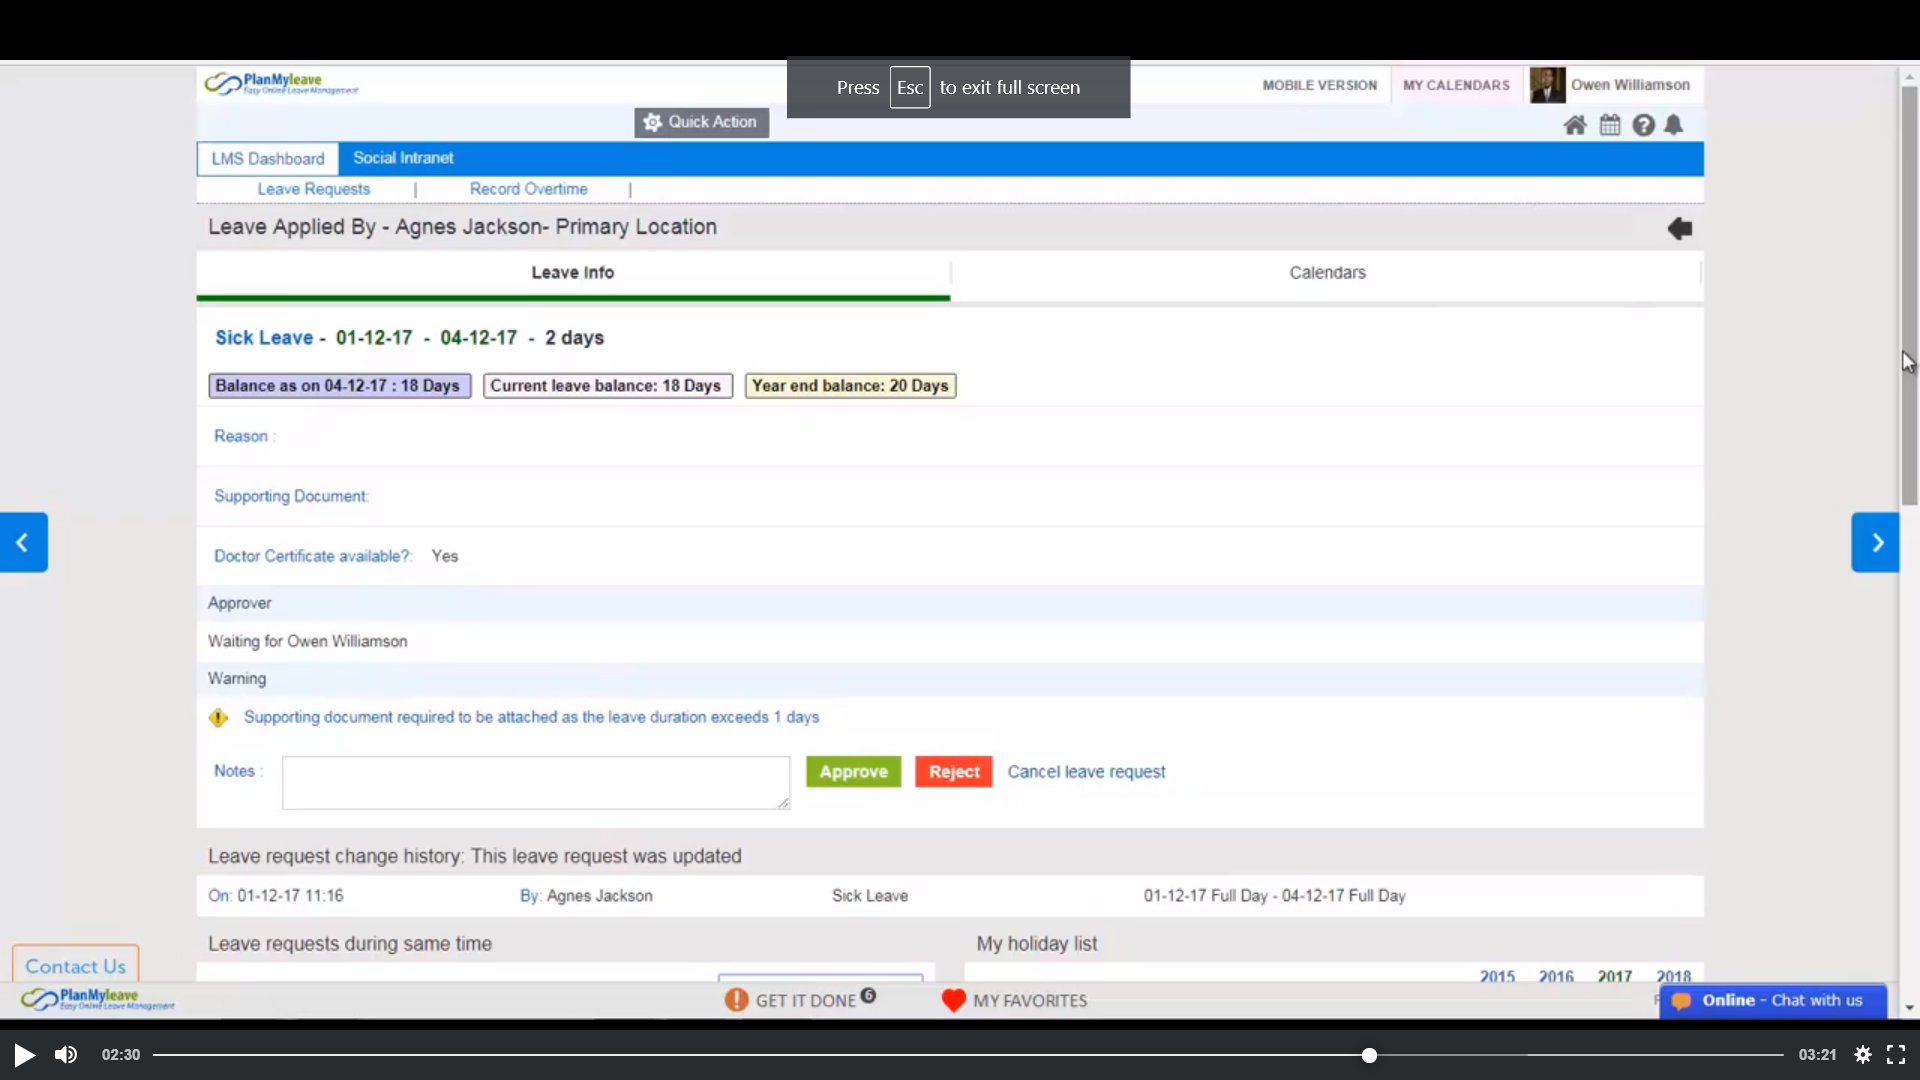 PlanMyleave
Easy Online Leave Management
Press Esc to exit full screen
MOBILE VERSION
MY CALENDARS
Owen Williamson
Quick Action
LMS Dashboard
Social Intranet
Leave Requests | Record Overtime |
Leave Applied By - Agnes Jackson- Primary Location
Leave Info
Calendars
Sick Leave - 01-12-17 - 04-12-17 - 2 days
Balance as on 04-12-17 : 18 Days
Current leave balance: 18 Days
Year end balance: 20 Days
Reason :
Supporting Document:
Doctor Certificate available?: Yes
Approver
Waiting for Owen Williamson
Warning
Supporting document required to be attached as the leave duration exceeds 1 days
Notes :
Approve
Reject
Cancel leave request
Leave request change history: This leave request was updated
On: 01-12-17 11:16
By: Agnes Jackson
Sick Leave
01-12-17 Full Day - 04-12-17 Full Day
Leave requests during same time
My holiday list
2015 2016 2017 2018
Contact Us
PlanMyleave
Easy Online Leave Management
GET IT DONE 6
MY FAVORITES
Online - Chat with us
02:30
03:21